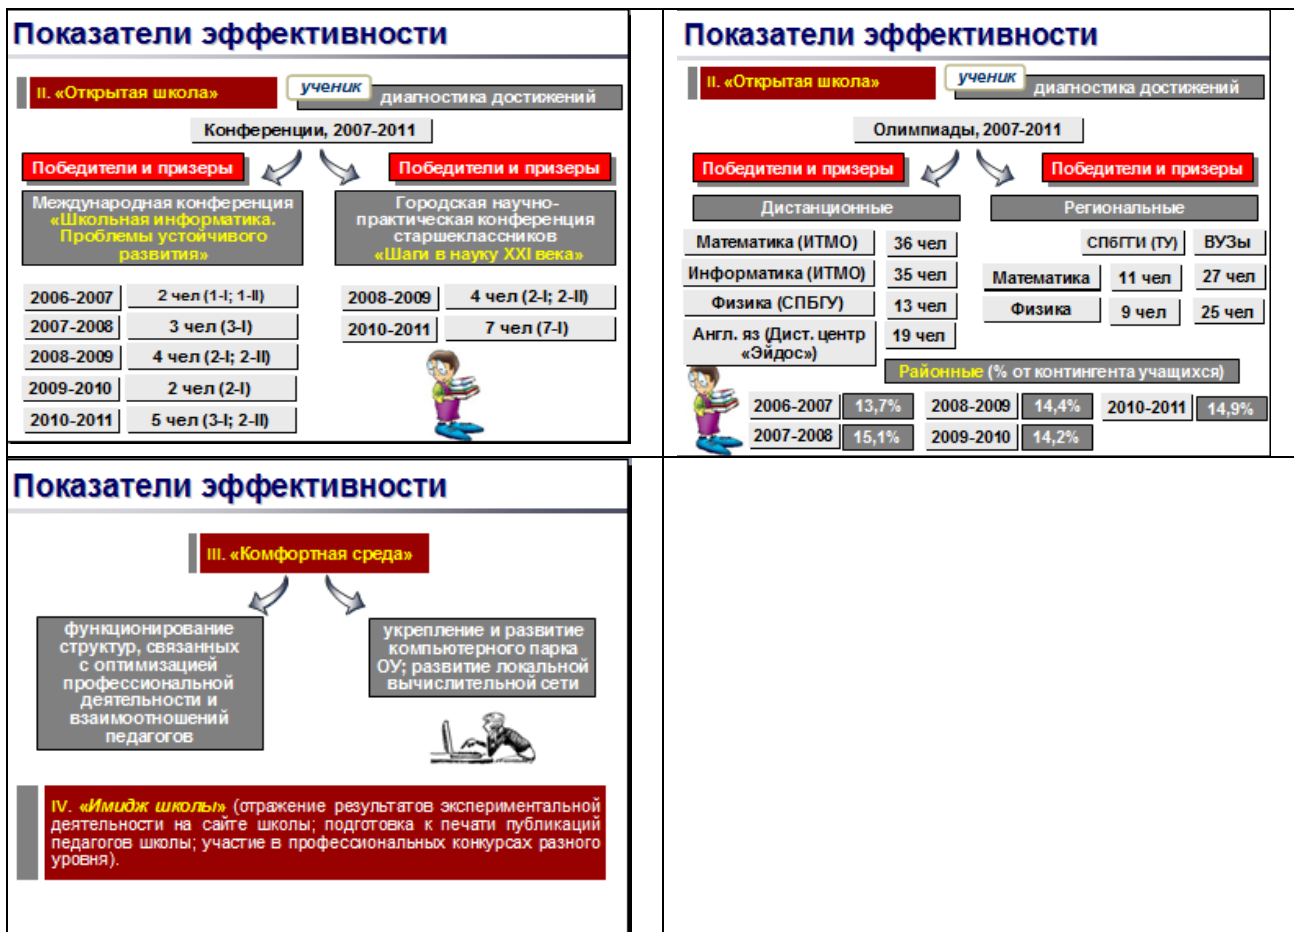 Показатели эффективности
II. «Открытая школа»
ученик
диагностика достижений
Конференции, 2007-2011
Победители и призеры
Международная конференция
«Школьная информатика.
Проблемы устойчивого
развития»
2006-2007 2 чел (1-I; 1-II)
2007-2008 3 чел (3-I)
2008-2009 4 чел (2-I; 2-II)
2009-2010 2 чел (2-I)
2010-2011 5 чел (3-I; 2-II)
Победители и призеры
Городская научно-
практическая конференция
старшеклассников
«Шаги в науку XXI века»
2008-2009 4 чел (2-I; 2-II)
2010-2011 7 чел (7-I)
Показатели эффективности
II. «Открытая школа»
ученик
диагностика достижений
Олимпиады, 2007-2011
Победители и призеры
Дистанционные
Математика (ИТМО) 36 чел
Информатика (ИТМО) 35 чел
Физика (СПБГУ) 13 чел
Англ. яз (Дист. центр
«Эйдос») 19 чел
Победители и призеры
Региональные
СПбГГИ (ТУ) ВУЗы
Математика 11 чел 27 чел
Физика 9 чел 25 чел
Районные (% от контингента учащихся)
2006-2007 13,7% 2008-2009 14,4% 2010-2011 14,9%
2007-2008 15,1% 2009-2010 14,2%
Показатели эффективности
III. «Комфортная среда»
функционирование
структур, связанных
с оптимизацией
профессиональной
деятельности и
взаимоотношений
педагогов
укрепление и развитие
компьютерного парка
ОУ; развитие локальной
вычислительной сети
IV. «Имидж школы» (отражение результатов экспериментальной
деятельности на сайте школы; подготовка к печати публикаций
педагогов школы; участие в профессиональных конкурсах разного
уровня).